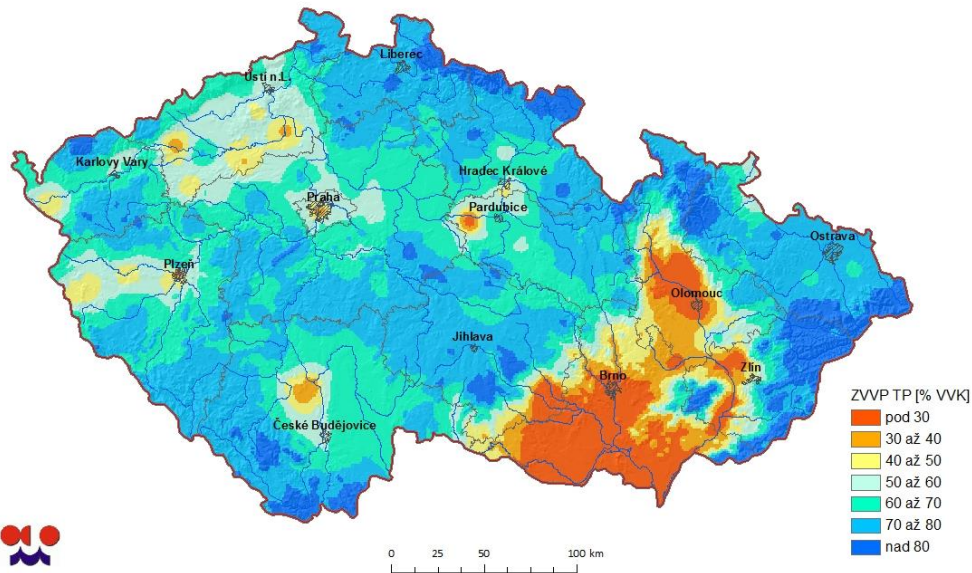 Liberec
Ústí n.L.
Karlovy Vary
Hradec Králové
Praha
Pardubice
Ostrava
Plzeň
Olomouc
Jihlava
Zlín
Brno
České Budějovice
ZVVP TP [% VVK]
pod 30
30 až 40
40 až 50
50 až 60
60 až 70
70 až 80
nad 80
0 25 50 100 km